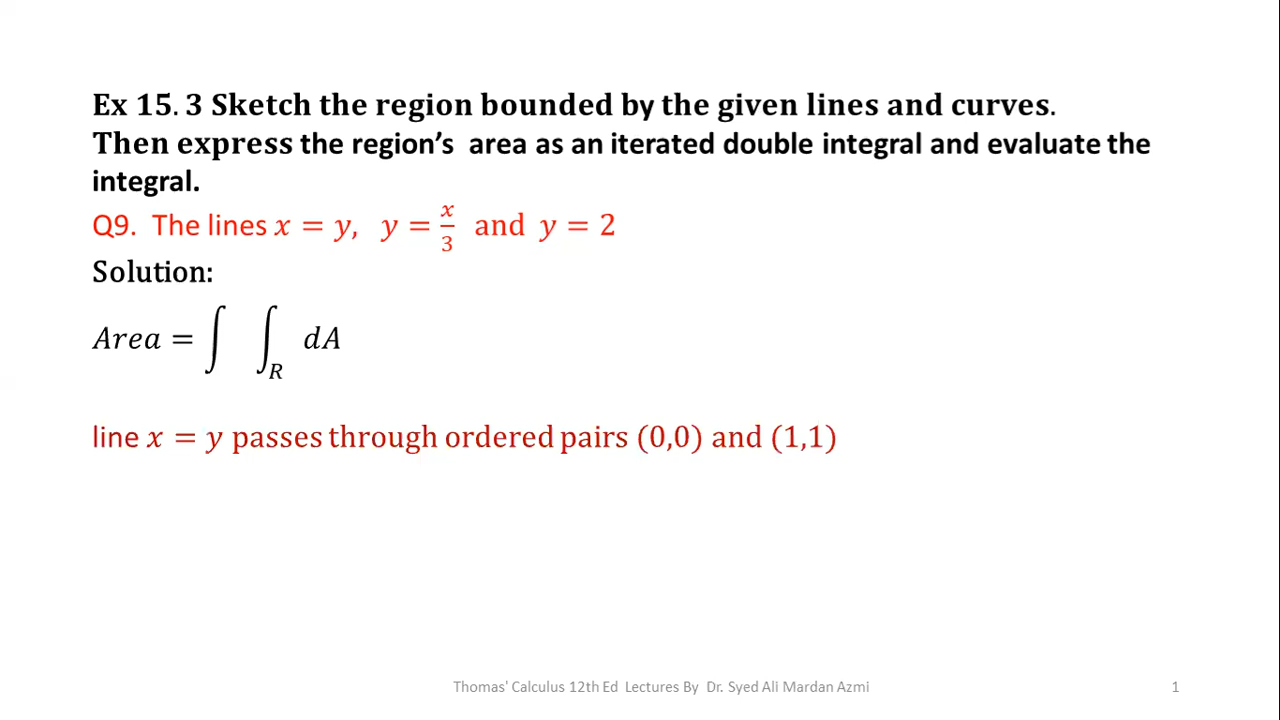 Ex 15. 3 Sketch the region bounded by the given lines and curves.
Then express the region’s area as an iterated double integral and evaluate the
integral.
Q9. The lines x = y, y = x/3 and y = 2
Solution:
Area = ∫ ∫_R dA
line x = y passes through ordered pairs (0,0) and (1,1)
Thomas' Calculus 12th Ed Lectures By Dr. Syed Ali Mardan Azmi
1